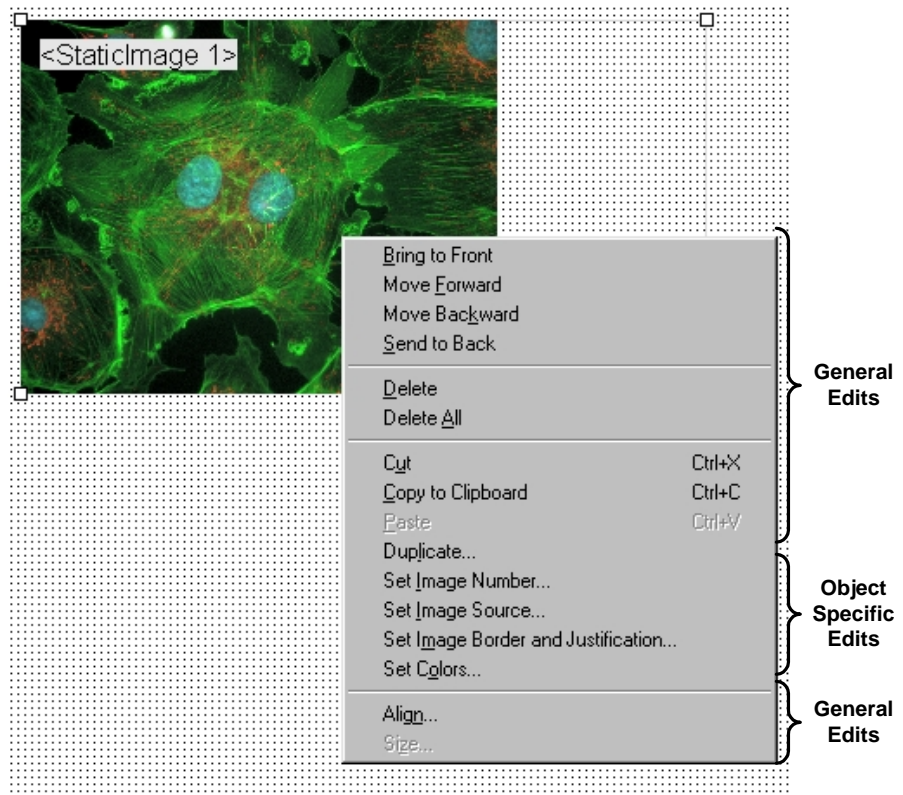 <StaticImage 1>
Bring to Front
Move Forward
Move Backward
Send to Back
Delete
Delete All
Cut Ctrl+X
Copy to Clipboard Ctrl+C
Paste Ctrl+V
Duplicate...
Set Image Number...
Set Image Source...
Set Image Border and Justification...
Set Colors...
Align...
Size...
General
Edits
Object
Specific
Edits
General
Edits